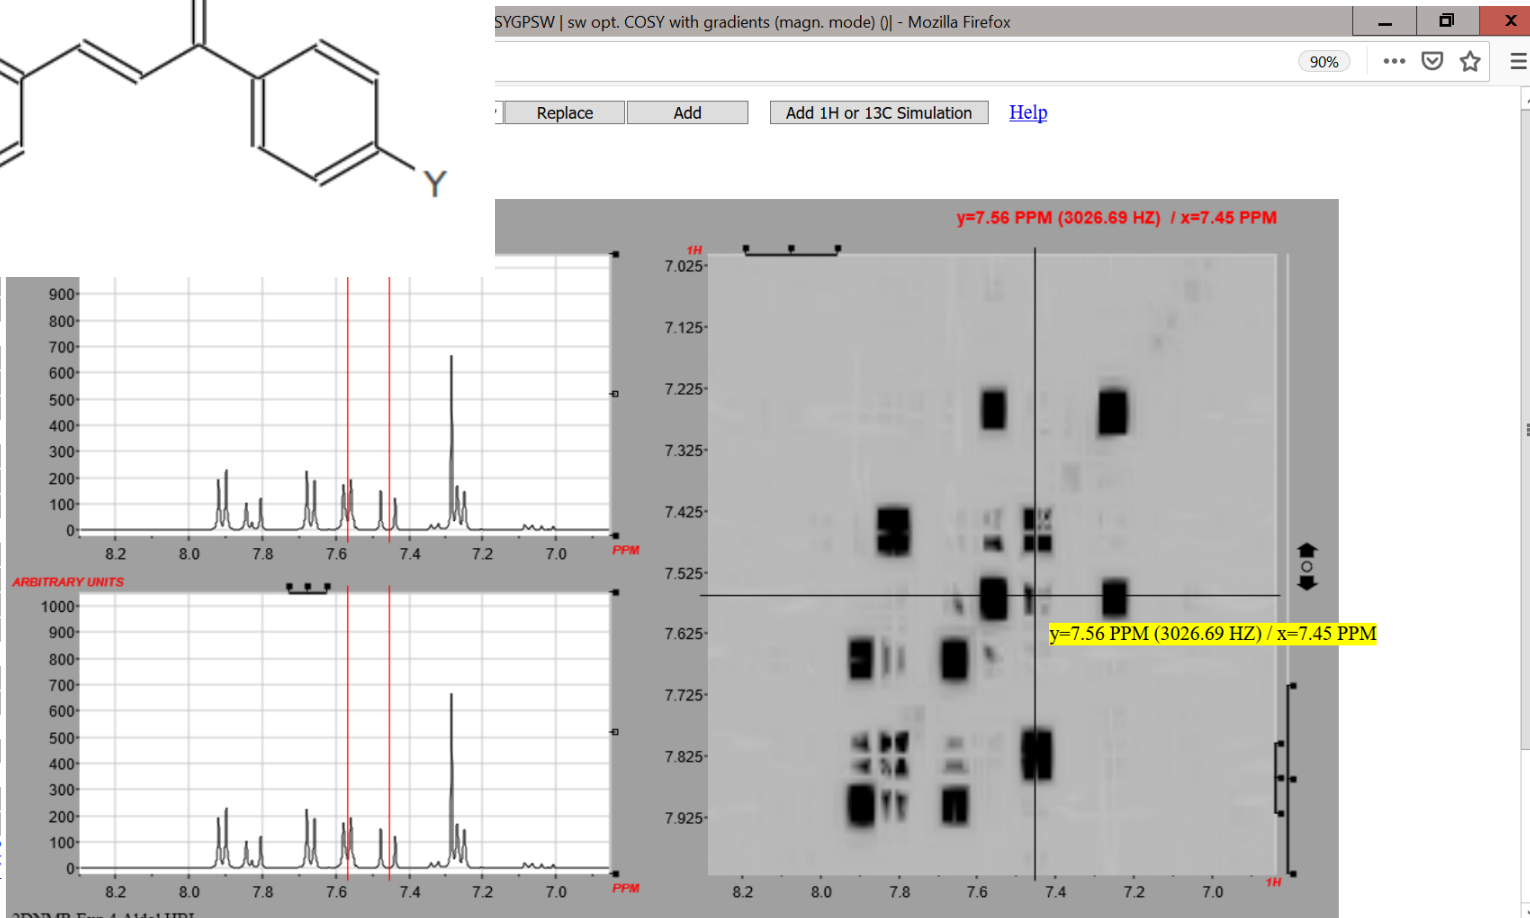 SYGPSW | sw opt. COSY with gradients (magn. mode) ()| - Mozilla Firefox
90%
Replace Add Add 1H or 13C Simulation Help
Y
y=7.56 PPM (3026.69 HZ) / x=7.45 PPM
1H
7.025
7.125
7.225
7.325
7.425
7.525
7.625
7.725
7.825
7.925
8.2 8.0 7.8 7.6 7.4 7.2 7.0
1H
y=7.56 PPM (3026.69 HZ) / x=7.45 PPM
900
800
700
600
500
400
300
200
100
0
8.2 8.0 7.8 7.6 7.4 7.2 7.0 PPM
ARBITRARY UNITS
1000
900
800
700
600
500
400
300
200
100
0
8.2 8.0 7.8 7.6 7.4 7.2 7.0 PPM